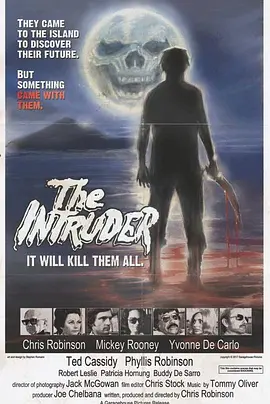 THEY CAME
TO THE ISLAND
TO DISCOVER
THEIR FUTURE.
BUT
SOMETHING
CAME WITH
THEM.
The
INTRUDER
IT WILL KILL THEM ALL.
Chris Robinson Mickey Rooney Yvonne De Carlo
Ted Cassidy Phyllis Robinson
Robert Leslie Patricia Hornung Buddy De Sarro
director of photography Jack McGowan film editor Chris Stock Music by Tommy Oliver
producer Joe Chelbana written, produced and directed by Chris Robinson
A Garagehouse Pictures Release